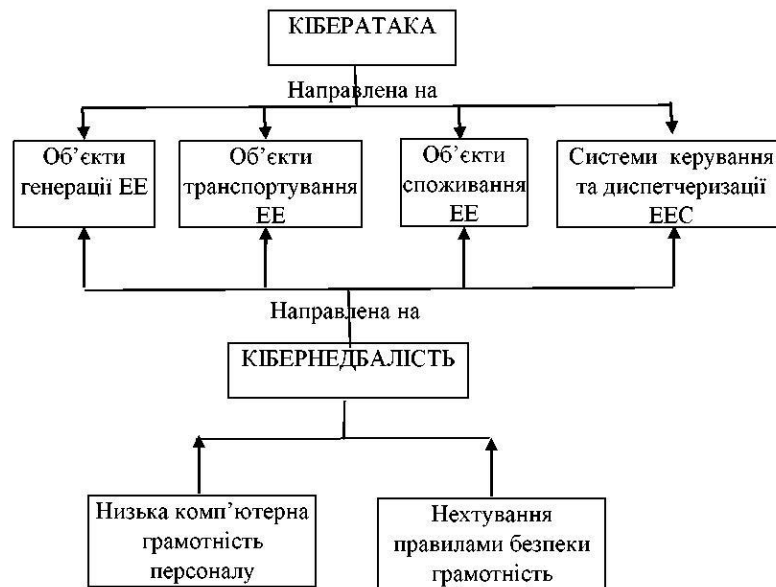 КІБЕРАТАКА
Направлена на
Об’єкти
генерації ЕЕ
Об’єкти
транспортування
ЕЕ
Об’єкти
споживання
ЕЕ
Системи керування
та диспетчеризації
ЕЕС
Направлена на
КІБЕРНЕДБАЛІСТЬ
Низька комп’ютерна
грамотність
персоналу
Нехтування
правилами безпеки
грамотність